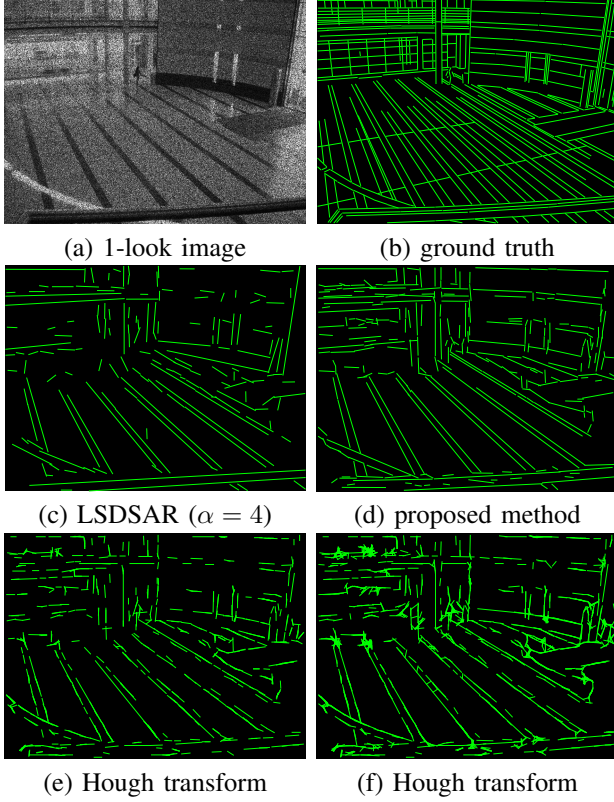 (a) 1-look image
(b) ground truth
(c) LSDSAR (α = 4)
(d) proposed method
(e) Hough transform
(f) Hough transform